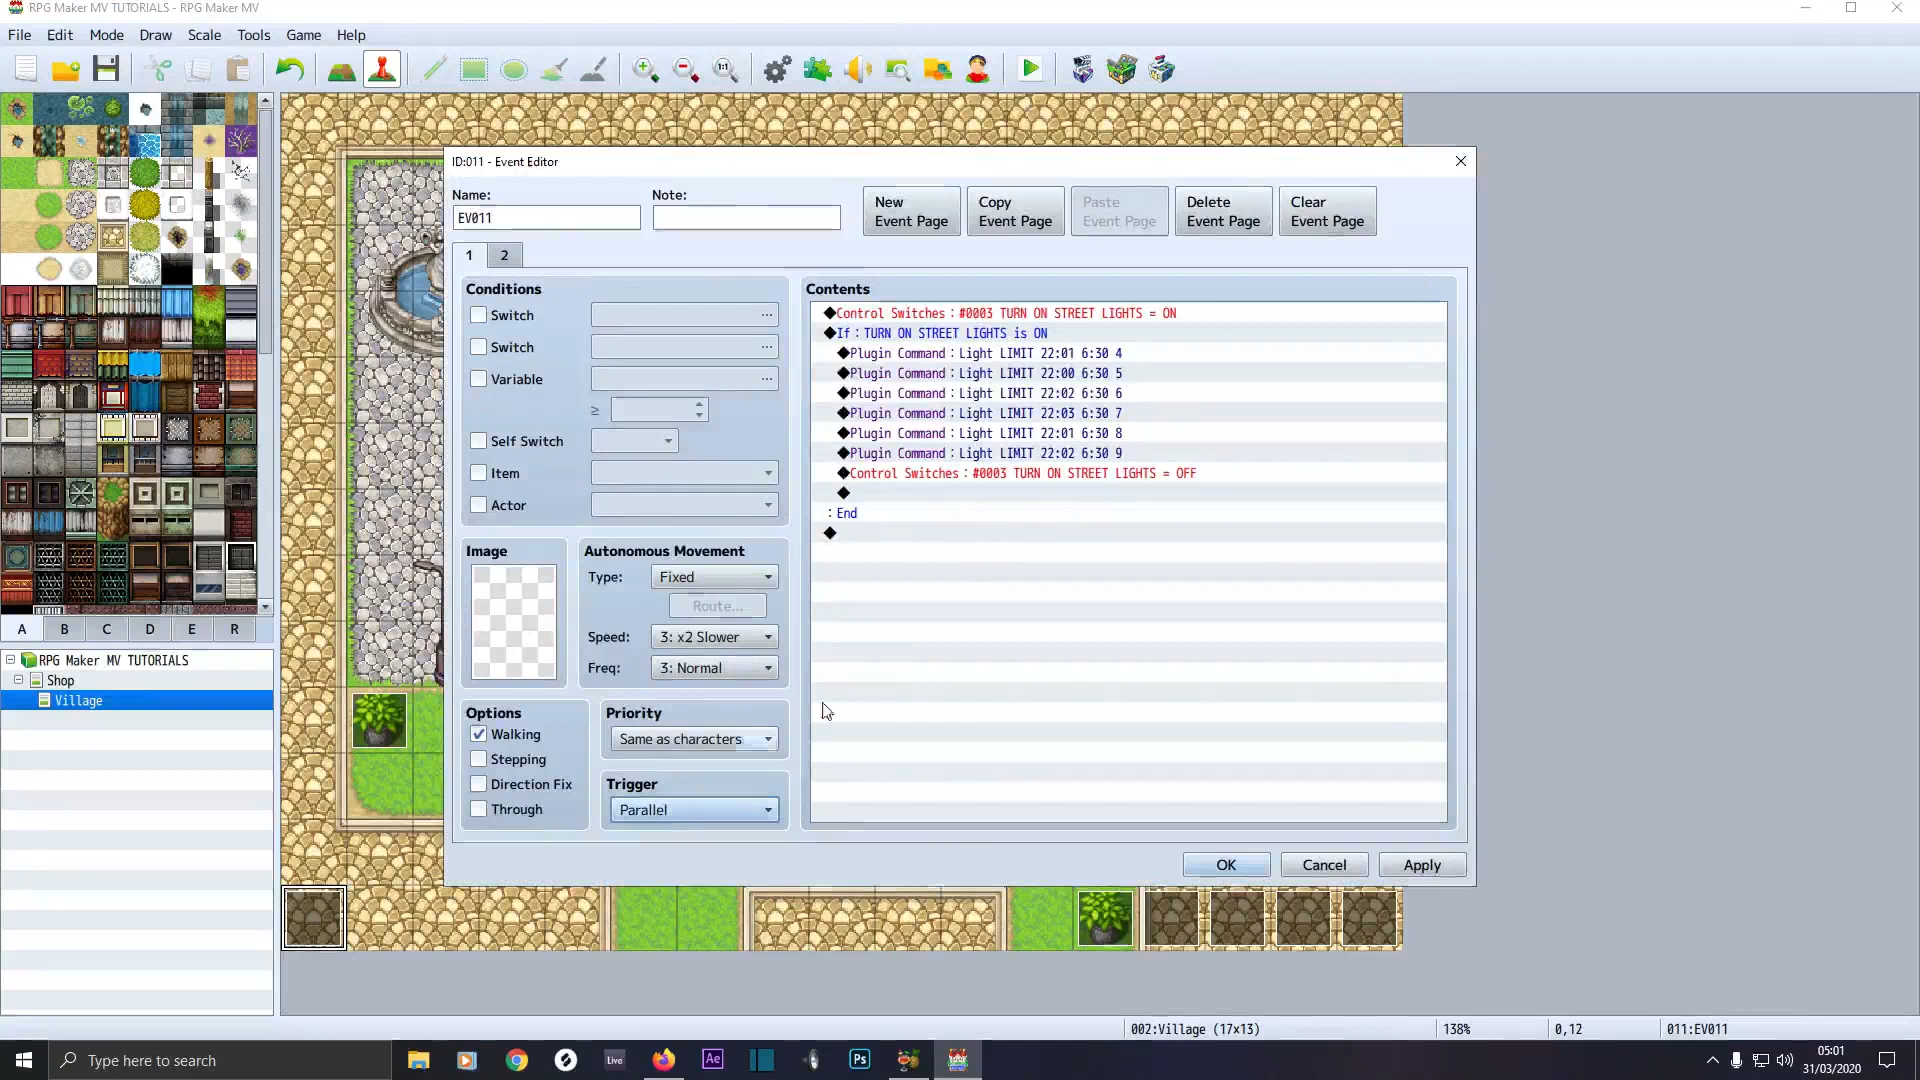 RPG Maker MV TUTORIALS - RPG Maker MV
File Edit Mode Draw Scale Tools Game Help
1:1
ID:011 - Event Editor
Name: Note:
EV011
New Event Page
Copy Event Page
Paste Event Page
Delete Event Page
Clear Event Page
1 2
Conditions
Switch ...
Switch ...
Variable ...
≥
Self Switch
Item
Actor
Image
Autonomous Movement
Type: Fixed
Route...
Speed: 3: x2 Slower
Freq: 3: Normal
Options
Walking
Stepping
Direction Fix
Through
Priority
Same as characters
Trigger
Parallel
Contents
◆Control Switches：#0003 TURN ON STREET LIGHTS = ON
◆If：TURN ON STREET LIGHTS is ON
◆Plugin Command：Light LIMIT 22:01 6:30 4
◆Plugin Command：Light LIMIT 22:00 6:30 5
◆Plugin Command：Light LIMIT 22:02 6:30 6
◆Plugin Command：Light LIMIT 22:03 6:30 7
◆Plugin Command：Light LIMIT 22:01 6:30 8
◆Plugin Command：Light LIMIT 22:02 6:30 9
◆Control Switches：#0003 TURN ON STREET LIGHTS = OFF
◆
：End
◆
OK Cancel Apply
A B C D E R
RPG Maker MV TUTORIALS
Shop
Village
002:Village (17x13) 138% 0,12 011:EV011
Type here to search
Live
Ae
Ps
05:01
31/03/2020